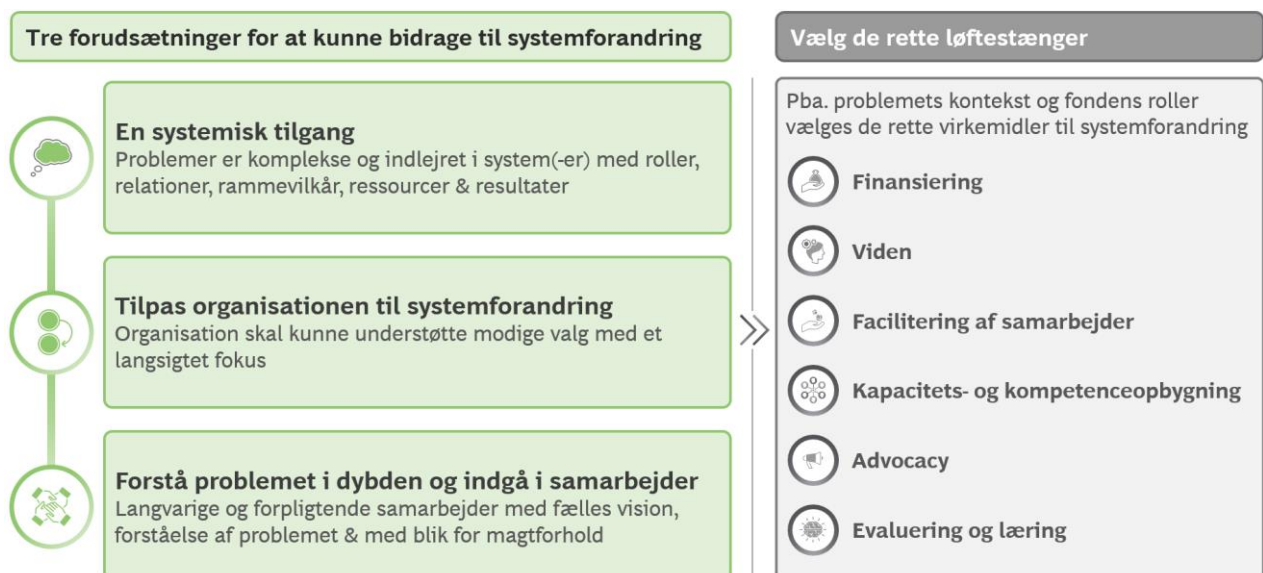 Tre forudsætninger for at kunne bidrage til systemforandring
En systemisk tilgang
Problemer er komplekse og indlejret i system(-er) med roller,
relationer, rammevilkår, ressourcer & resultater
Tilpas organisationen til systemforandring
Organisation skal kunne understøtte modige valg med et
langsigtet fokus
Forstå problemet i dybden og indgå i samarbejder
Langvarige og forpligtende samarbejder med fælles vision,
forståelse af problemet & med blik for magtforhold
Vælg de rette løftestænger
Pba. problemets kontekst og fondens roller
vælges de rette virkemidler til systemforandring
Finansiering
Viden
Facilitering af samarbejder
Kapacitets- og kompetenceopbygning
Advocacy
Evaluering og læring